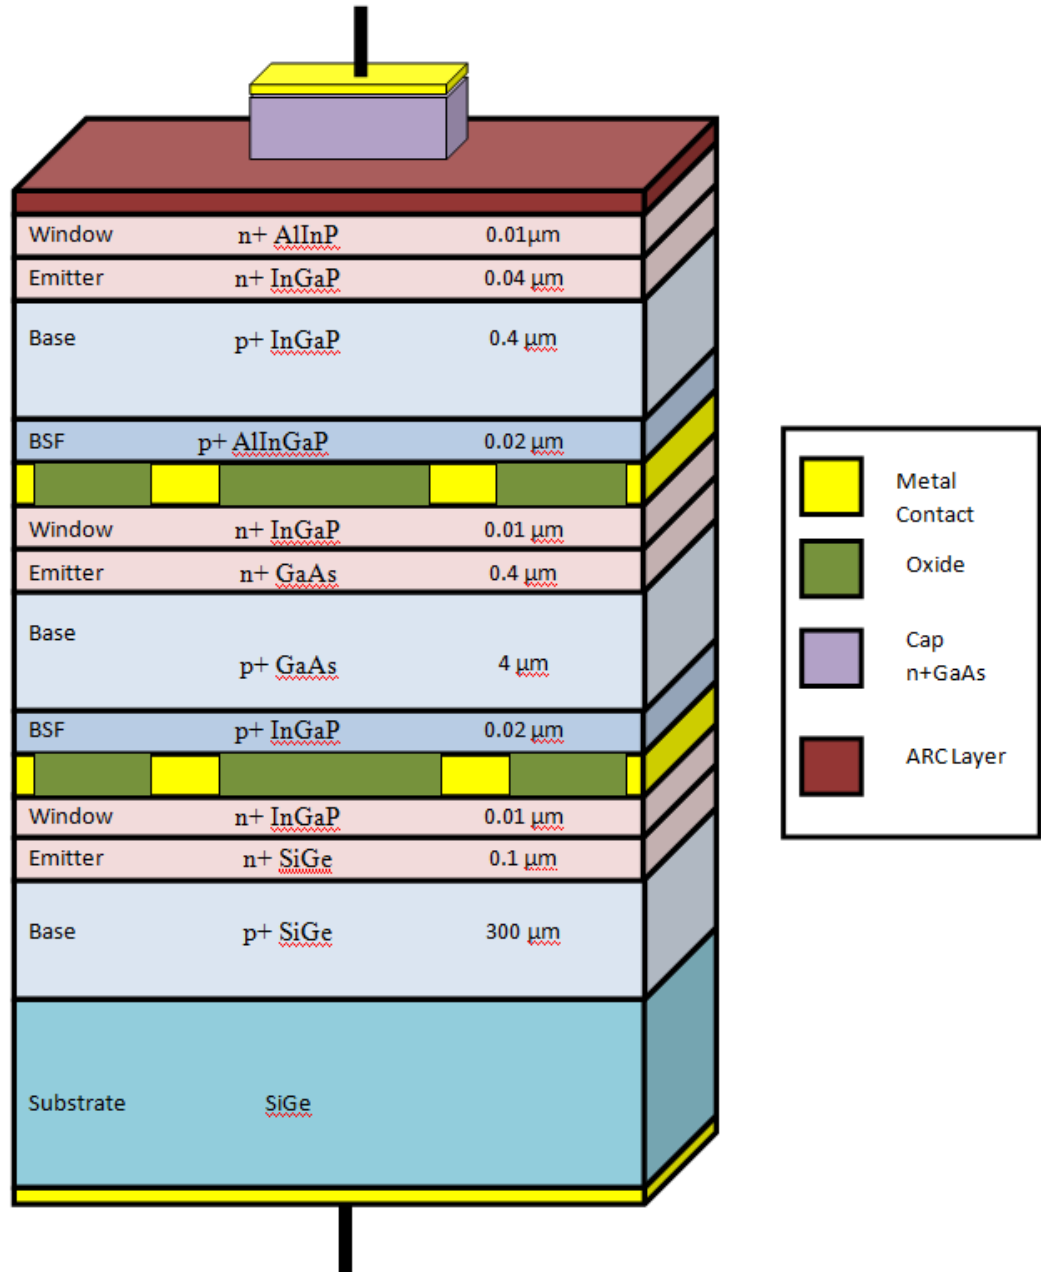 Window n+ AlInP 0.01µm
Emitter n+ InGaP 0.04 µm
Base p+ InGaP 0.4 µm
BSF p+ AlInGaP 0.02 µm
Window n+ InGaP 0.01 µm
Emitter n+ GaAs 0.4 µm
Base
p+ GaAs 4 µm
BSF p+ InGaP 0.02 µm
Window n+ InGaP 0.01 µm
Emitter n+ SiGe 0.1 µm
Base p+ SiGe 300 µm
Substrate SiGe
Metal
Contact
Oxide
Cap
n+GaAs
ARC Layer